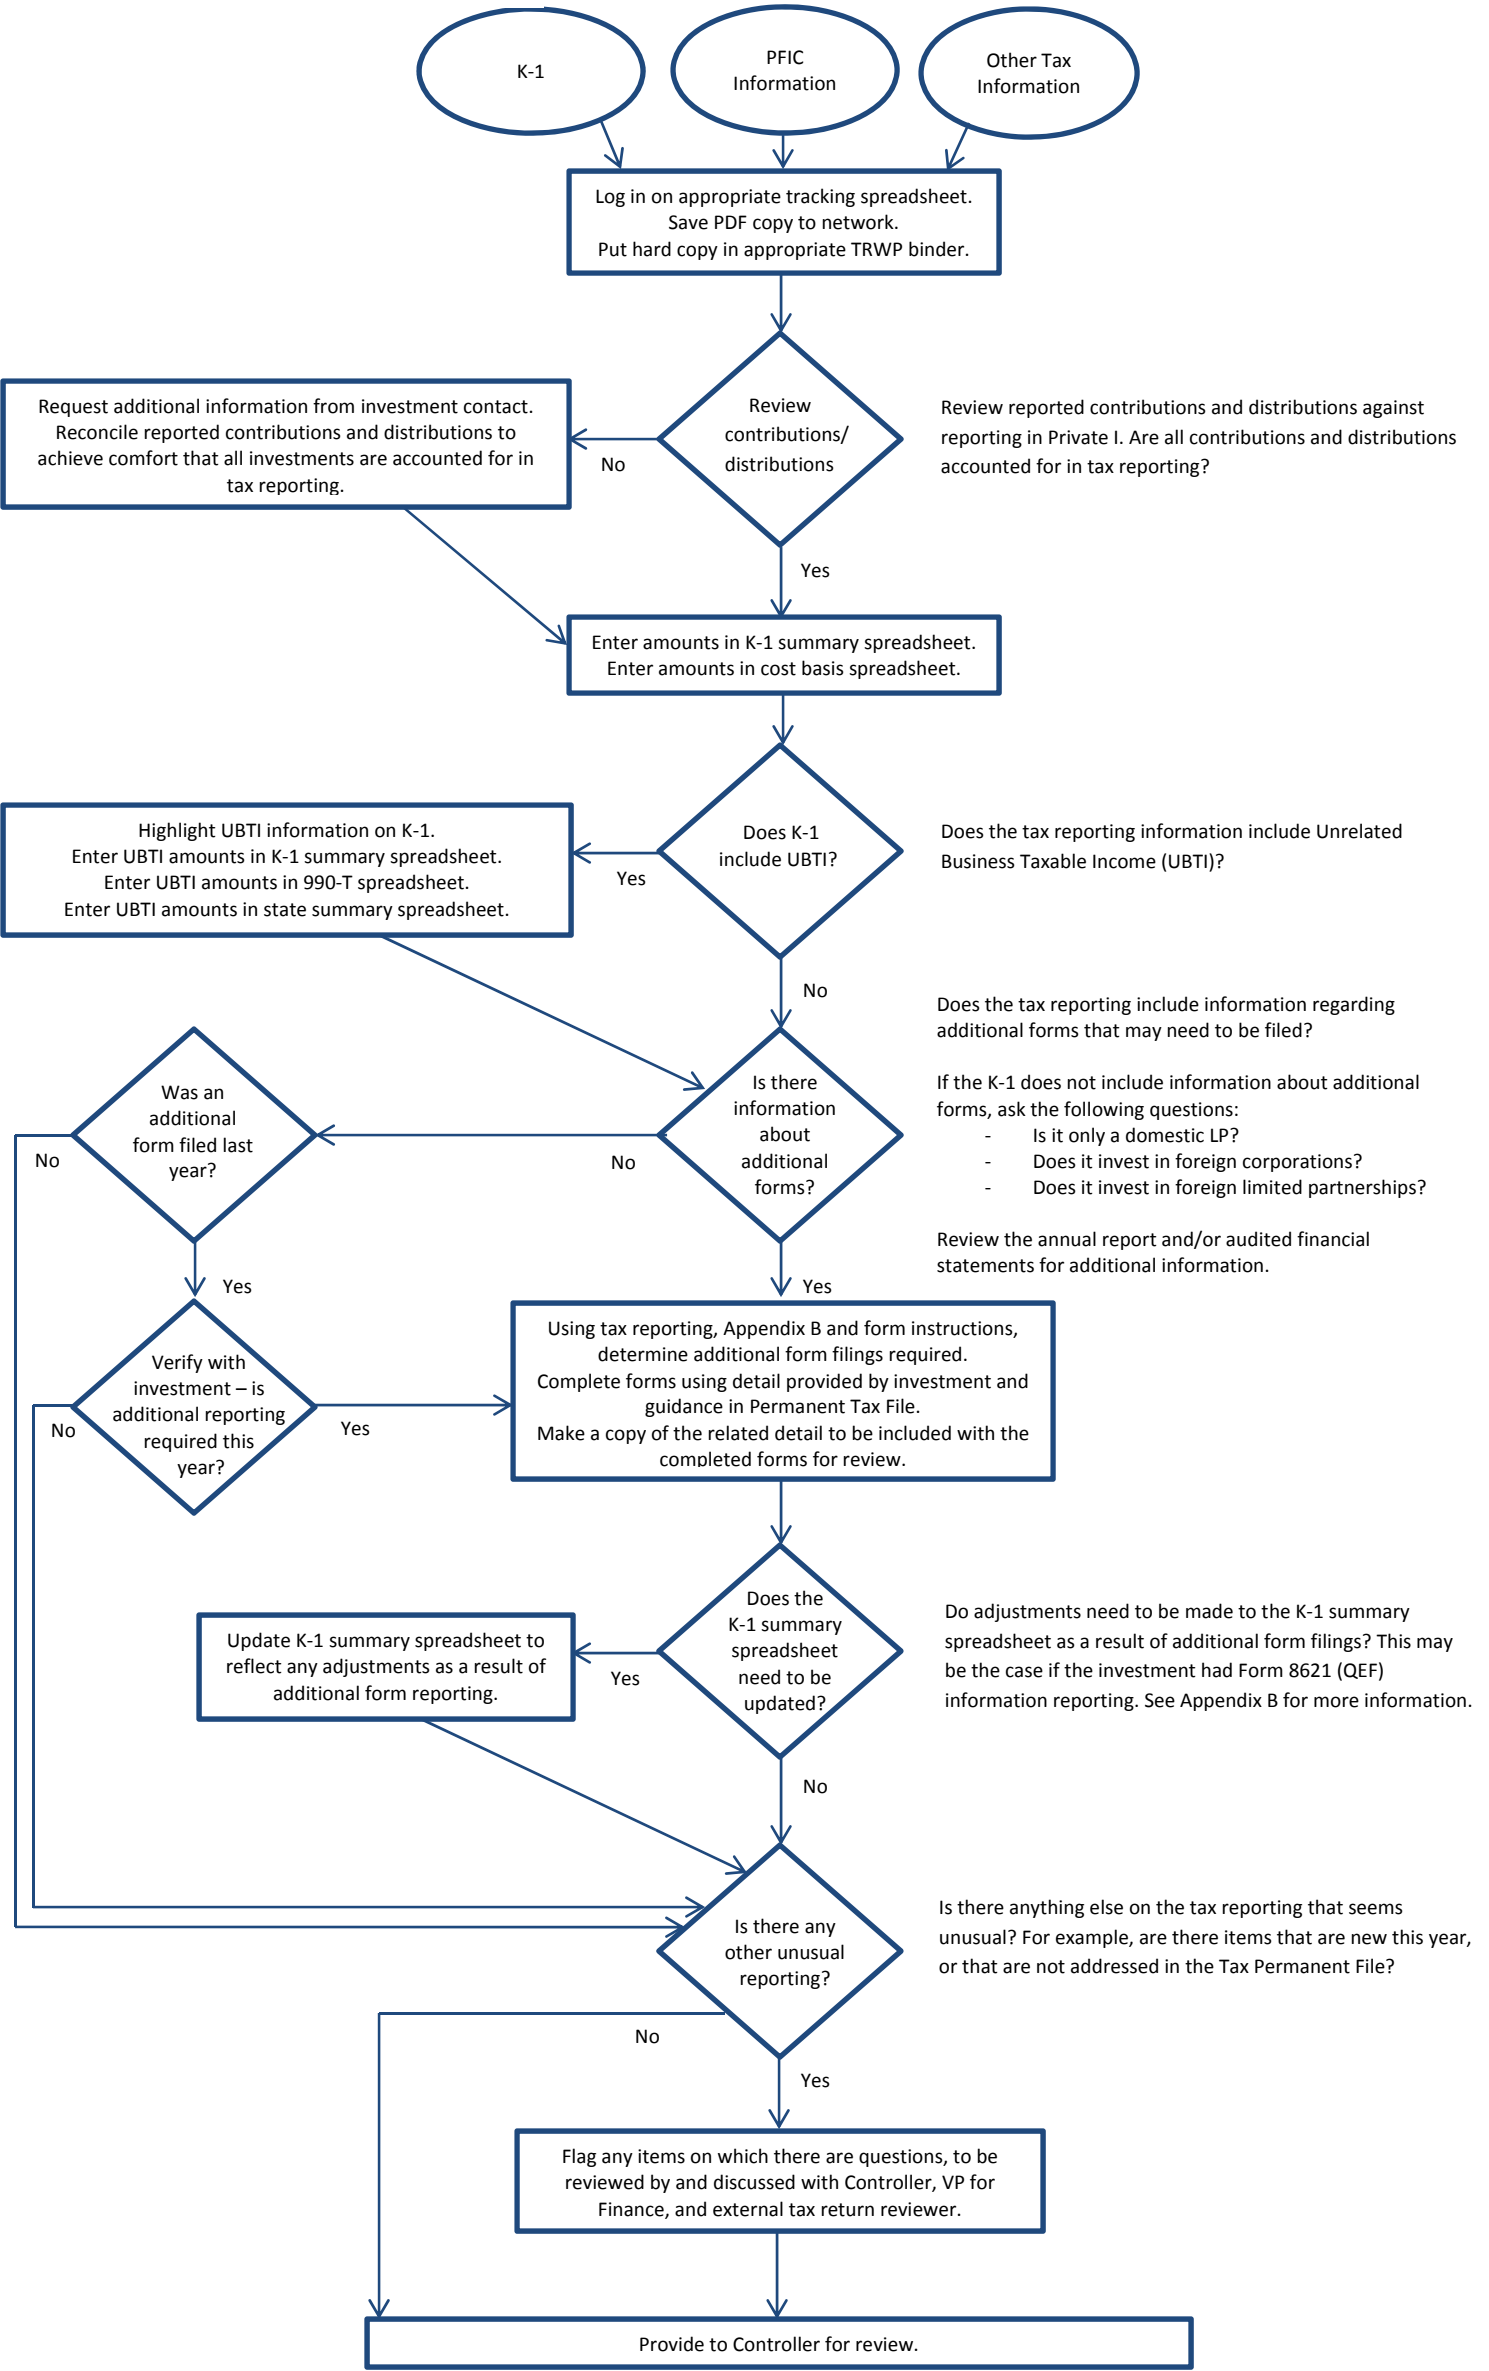 K-1
PFIC
Information
Other Tax
Information
Log in on appropriate tracking spreadsheet.
Save PDF copy to network.
Put hard copy in appropriate TRWP binder.
Request additional information from investment contact.
Reconcile reported contributions and distributions to
achieve comfort that all investments are accounted for in
tax reporting.
No
Review
contributions/
distributions
Review reported contributions and distributions against
reporting in Private I. Are all contributions and distributions
accounted for in tax reporting?
Yes
Enter amounts in K-1 summary spreadsheet.
Enter amounts in cost basis spreadsheet.
Highlight UBTI information on K-1.
Enter UBTI amounts in K-1 summary spreadsheet.
Enter UBTI amounts in 990-T spreadsheet.
Enter UBTI amounts in state summary spreadsheet.
Yes
Does K-1
include UBTI?
Does the tax reporting information include Unrelated
Business Taxable Income (UBTI)?
No
Was an
additional
form filed last
year?
No
No
Is there
information
about
additional
forms?
Does the tax reporting include information regarding
additional forms that may need to be filed?
If the K-1 does not include information about additional
forms, ask the following questions:
- Is it only a domestic LP?
- Does it invest in foreign corporations?
- Does it invest in foreign limited partnerships?
Review the annual report and/or audited financial
statements for additional information.
Yes
Yes
Verify with
investment – is
additional reporting
required this
year?
No
Yes
Using tax reporting, Appendix B and form instructions,
determine additional form filings required.
Complete forms using detail provided by investment and
guidance in Permanent Tax File.
Make a copy of the related detail to be included with the
completed forms for review.
Update K-1 summary spreadsheet to
reflect any adjustments as a result of
additional form reporting.
Yes
Does the
K-1 summary
spreadsheet
need to be
updated?
Do adjustments need to be made to the K-1 summary
spreadsheet as a result of additional form filings? This may
be the case if the investment had Form 8621 (QEF)
information reporting. See Appendix B for more information.
No
Is there any
other unusual
reporting?
Is there anything else on the tax reporting that seems
unusual? For example, are there items that are new this year,
or that are not addressed in the Tax Permanent File?
No
Yes
Flag any items on which there are questions, to be
reviewed by and discussed with Controller, VP for
Finance, and external tax return reviewer.
Provide to Controller for review.